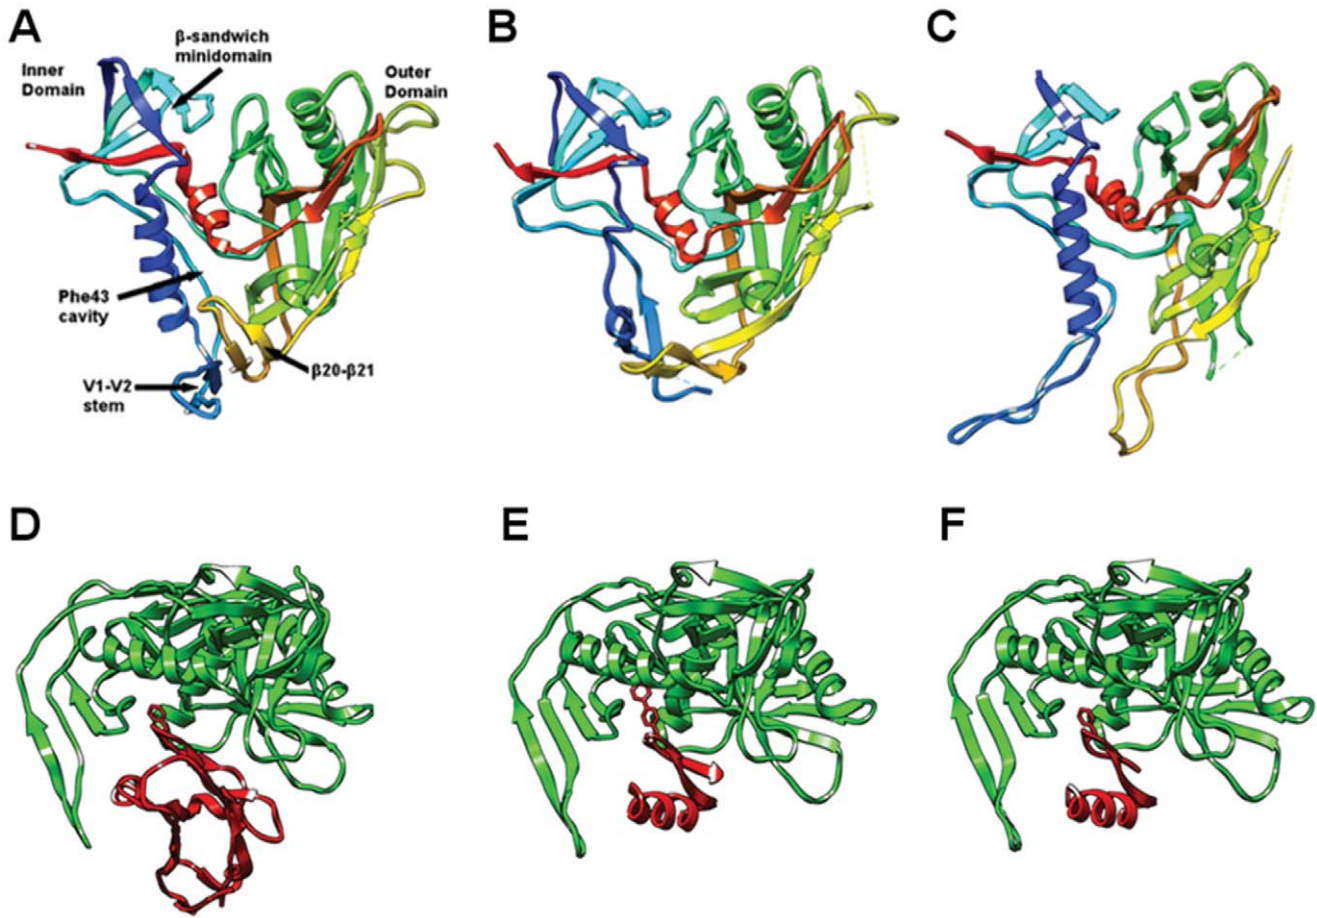 A
B
C
β-sandwich
minidomain
Inner
Domain
Outer
Domain
Phe43
cavity
β20-β21
V1-V2
stem
D
E
F